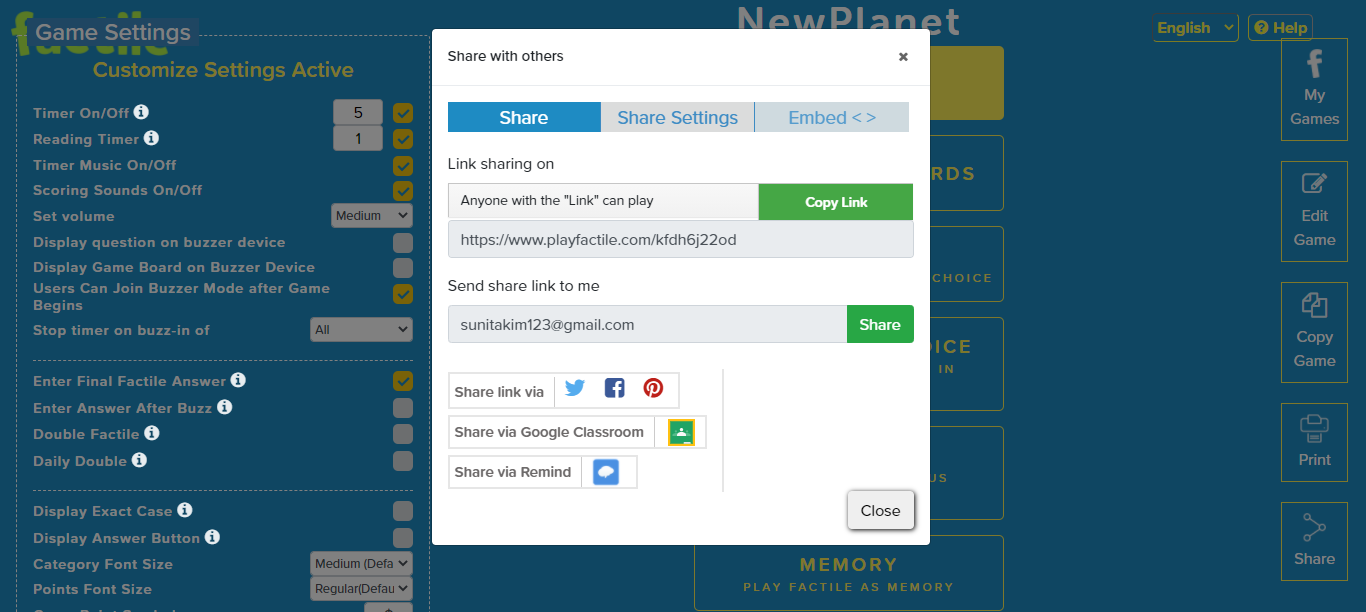 factile
Game Settings
Customize Settings Active
Timer On/Off
5
Reading Timer
1
Timer Music On/Off
Scoring Sounds On/Off
Set volume
Medium
Display question on buzzer device
Display Game Board on Buzzer Device
Users Can Join Buzzer Mode after Game
Begins
Stop timer on buzz-in of
All
Enter Final Factile Answer
Enter Answer After Buzz
Double Factile
Daily Double
Display Exact Case
Display Answer Button
Category Font Size
Medium (Defa
Points Font Size
Regular(Defau
NewPlanet
Share with others
×
Share
Share Settings
Embed < >
Link sharing on
Anyone with the "Link" can play
Copy Link
https://www.playfactile.com/kfdh6j22od
Send share link to me
sunitakim123@gmail.com
Share
Share link via
Share via Google Classroom
Share via Remind
Close
RDS
CHOICE
ICE
IN
US
MEMORY
PLAY FACTILE AS MEMORY
English
Help
My
Games
Edit
Game
Copy
Game
Print
Share